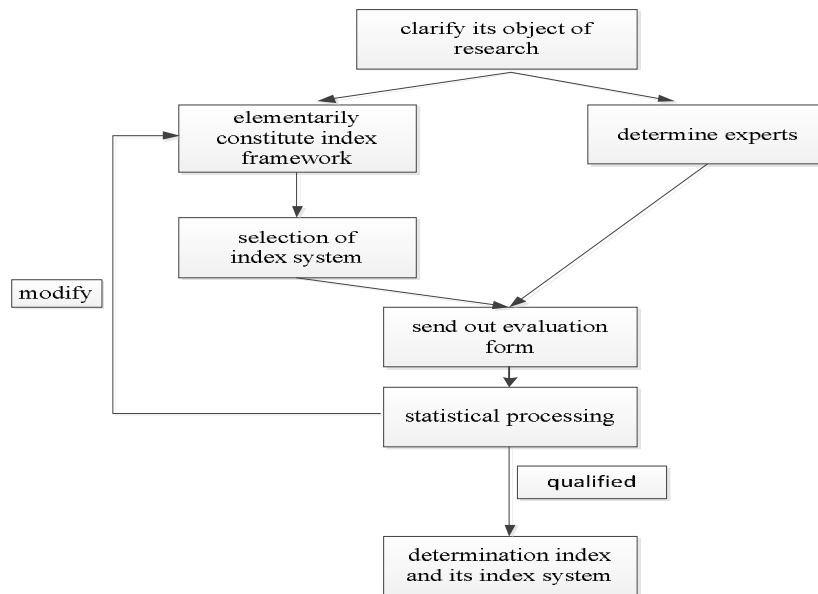 clarify its object of
research
elementarily
constitute index
framework
determine experts
selection of
index system
modify
send out evaluation
form
statistical processing
qualified
determination index
and its index system